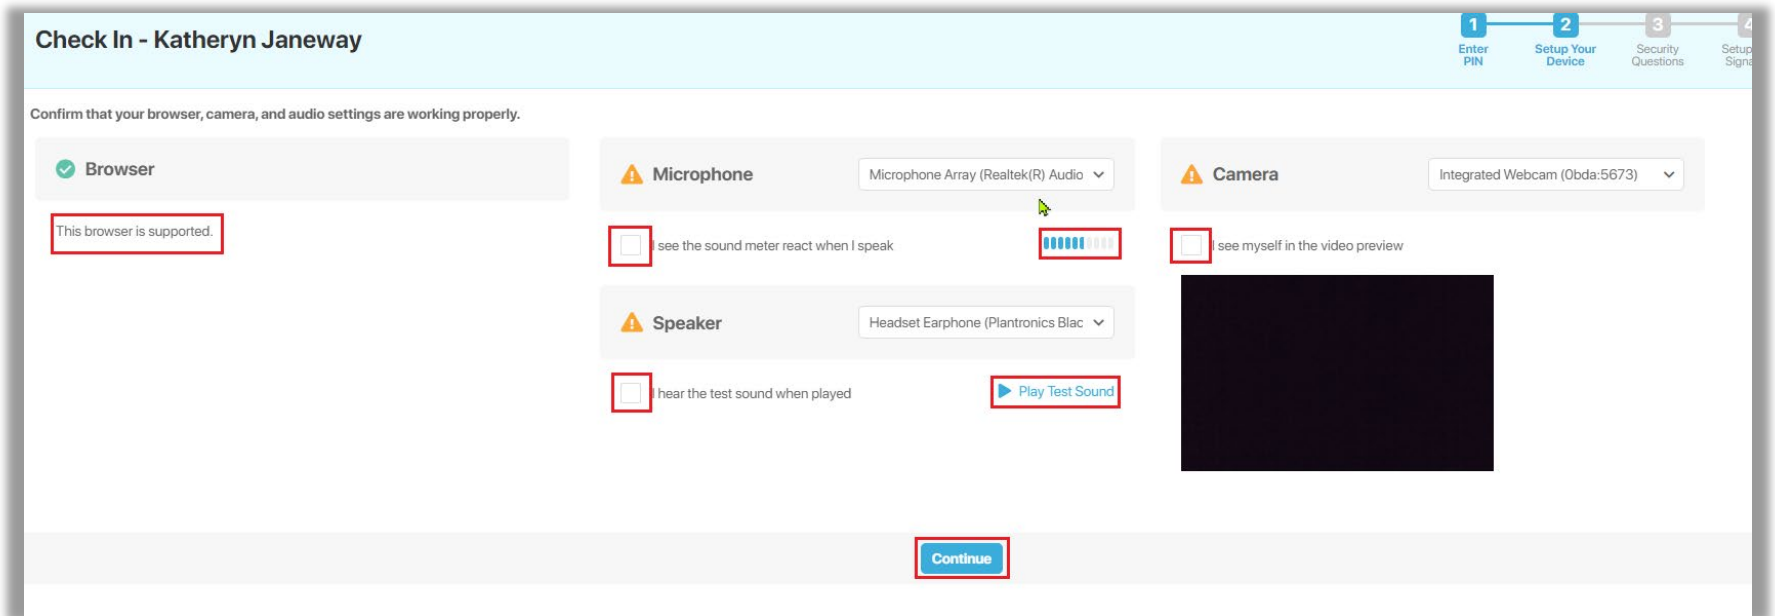 Check In - Katheryn Janeway
1
2
3
4
Enter
PIN
Setup Your
Device
Security
Questions
Setup
Confirm that your browser, camera, and audio settings are working properly.
Browser
This browser is supported.
Microphone
Microphone Array (Realtek(R) Audio
I see the sound meter react when I speak
Speaker
Headset Earphone (Plantronics Blac
I hear the test sound when played
Play Test Sound
Camera
Integrated Webcam (0bda:5673)
I see myself in the video preview
Continue